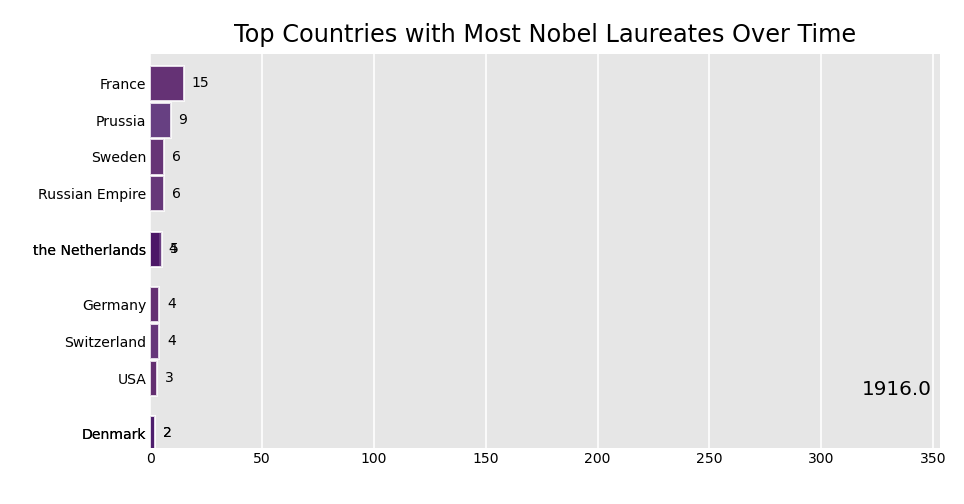 Top Countries with Most Nobel Laureates Over Time
France 15
Prussia 9
Sweden 6
Russian Empire 6
the Netherlands
Germany 4
Switzerland 4
USA 3
1916.0
Denmark 2
0 50 100 150 200 250 300 350